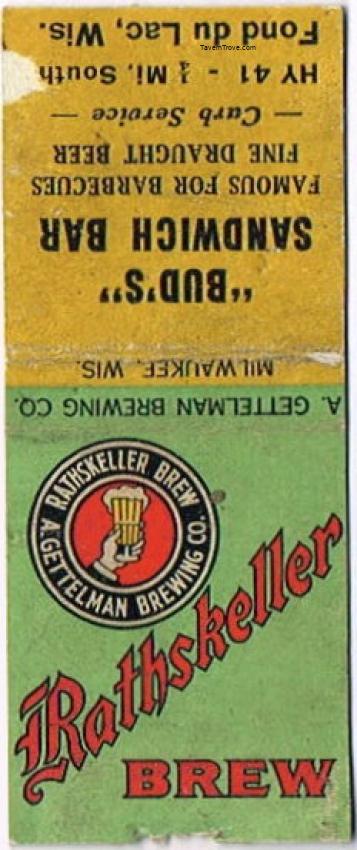 "BUD'S"
SANDWICH BAR
FAMOUS FOR BARBECUES
FINE DRAUGHT BEER
— Curb Service —
HY 41 - ¼ Mi. South
Fond du Lac, Wis.
TavernTrove.com
A. GETTELMAN BREWING CO.
MILWAUKEE, WIS.
RATHSKELLER BREW
A. GETTELMAN BREWING CO.
Rathskeller
BREW